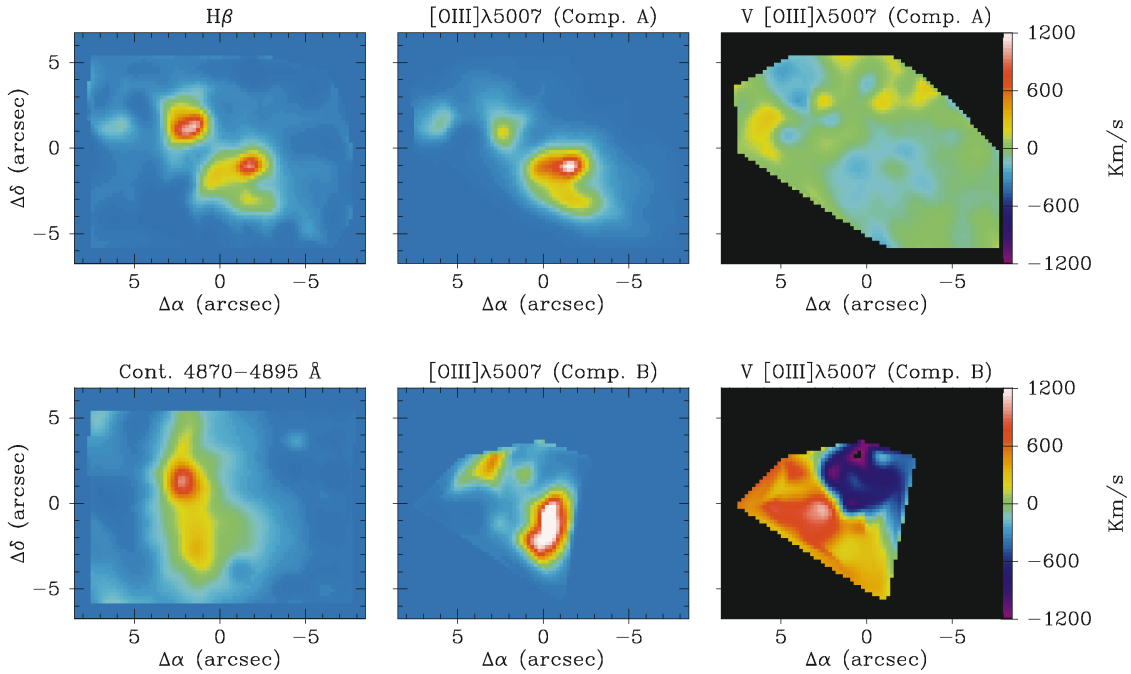 Hβ
[OIII]λ5007 (Comp. A)
V [OIII]λ5007 (Comp. A)
5
0
−5
Δδ (arcsec)
5 0 −5
Δα (arcsec)
5 0 −5
Δα (arcsec)
5 0 −5
Δα (arcsec)
1200
600
0
−600
−1200
Km/s
Cont. 4870−4895 Å
[OIII]λ5007 (Comp. B)
V [OIII]λ5007 (Comp. B)
5
0
−5
Δδ (arcsec)
5 0 −5
Δα (arcsec)
5 0 −5
Δα (arcsec)
5 0 −5
Δα (arcsec)
1200
600
0
−600
−1200
Km/s